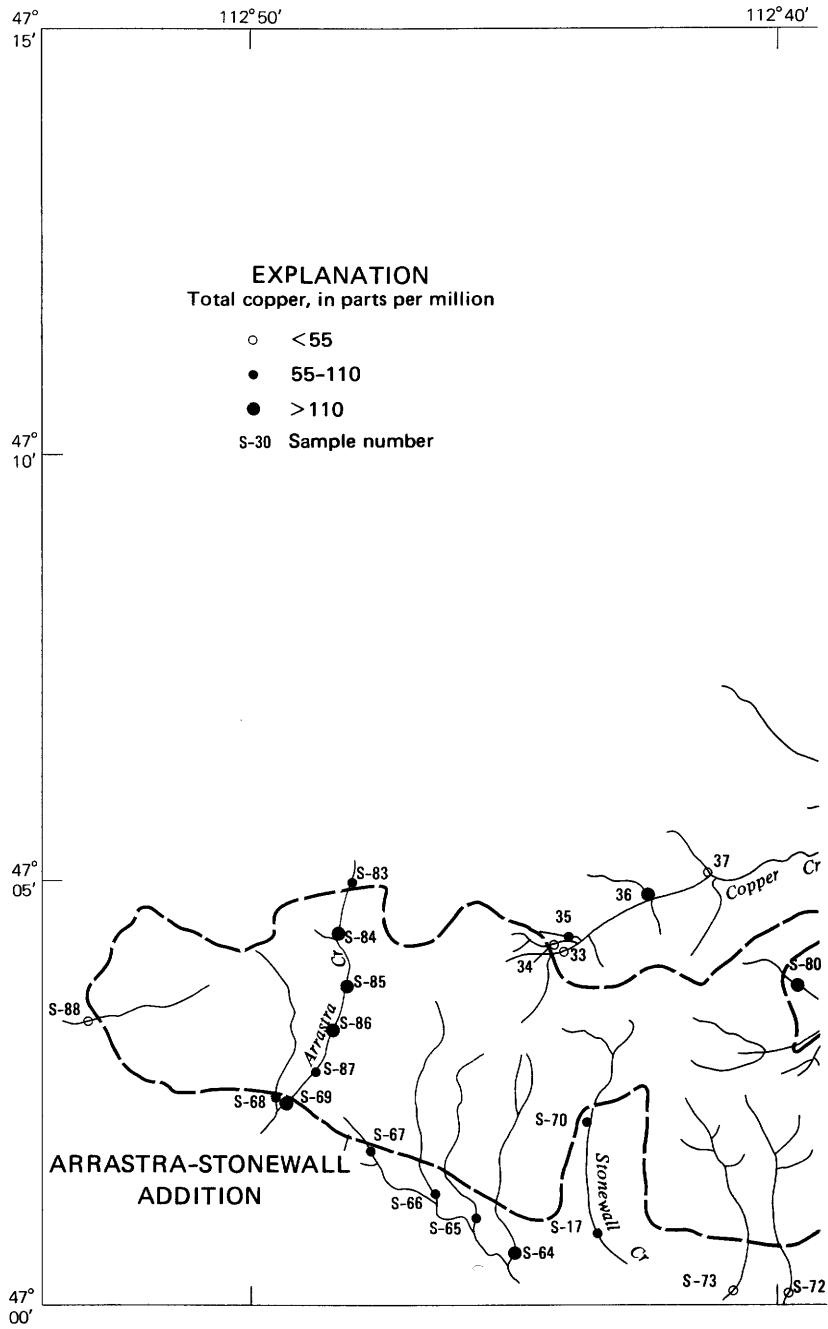 112°50′
112°40′
47°
15′
EXPLANATION
Total copper, in parts per million
<55
55-110
>110
S-30 Sample number
47°
10′
47°
05′
37
Copper Cr
36
35
34
33
S-83
S-84
S-85
S-86
S-87
Arrastra Cr
S-80
S-88
S-68
S-69
S-67
S-66
S-65
S-64
S-70
S-17
Stonewall Cr
ARRASTRA-STONEWALL
ADDITION
S-73
S-72
47°
00′